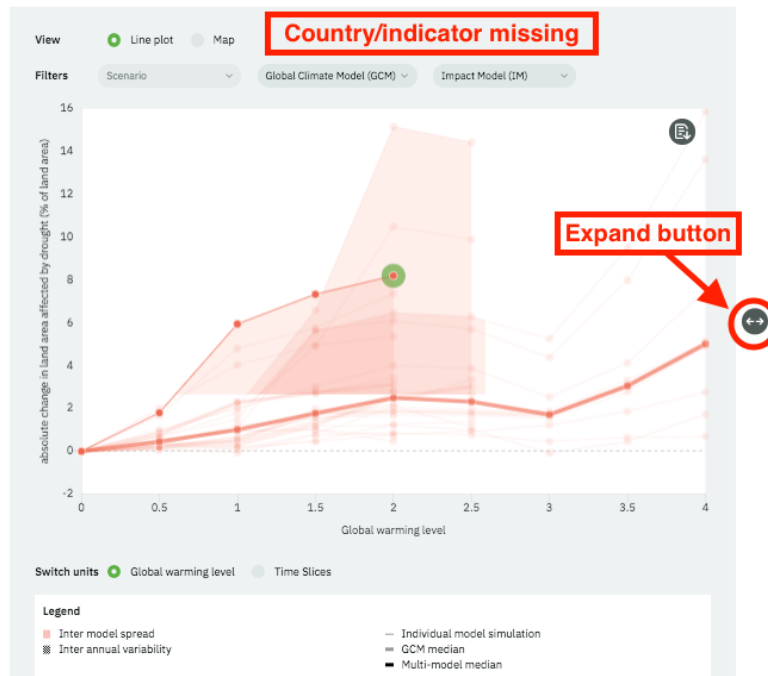 Country/indicator missing
View Line plot Map
Filters Scenario Global Climate Model (GCM) Impact Model (IM)
absolute change in land area affected by drought (% of land area)
16
14
12
10
8
6
4
2
0
-2
Expand button
0 0.5 1 1.5 2 2.5 3 3.5 4
Global warming level
Switch units Global warming level Time Slices
Legend
Inter model spread
Inter annual variability
Individual model simulation
GCM median
Multi-model median